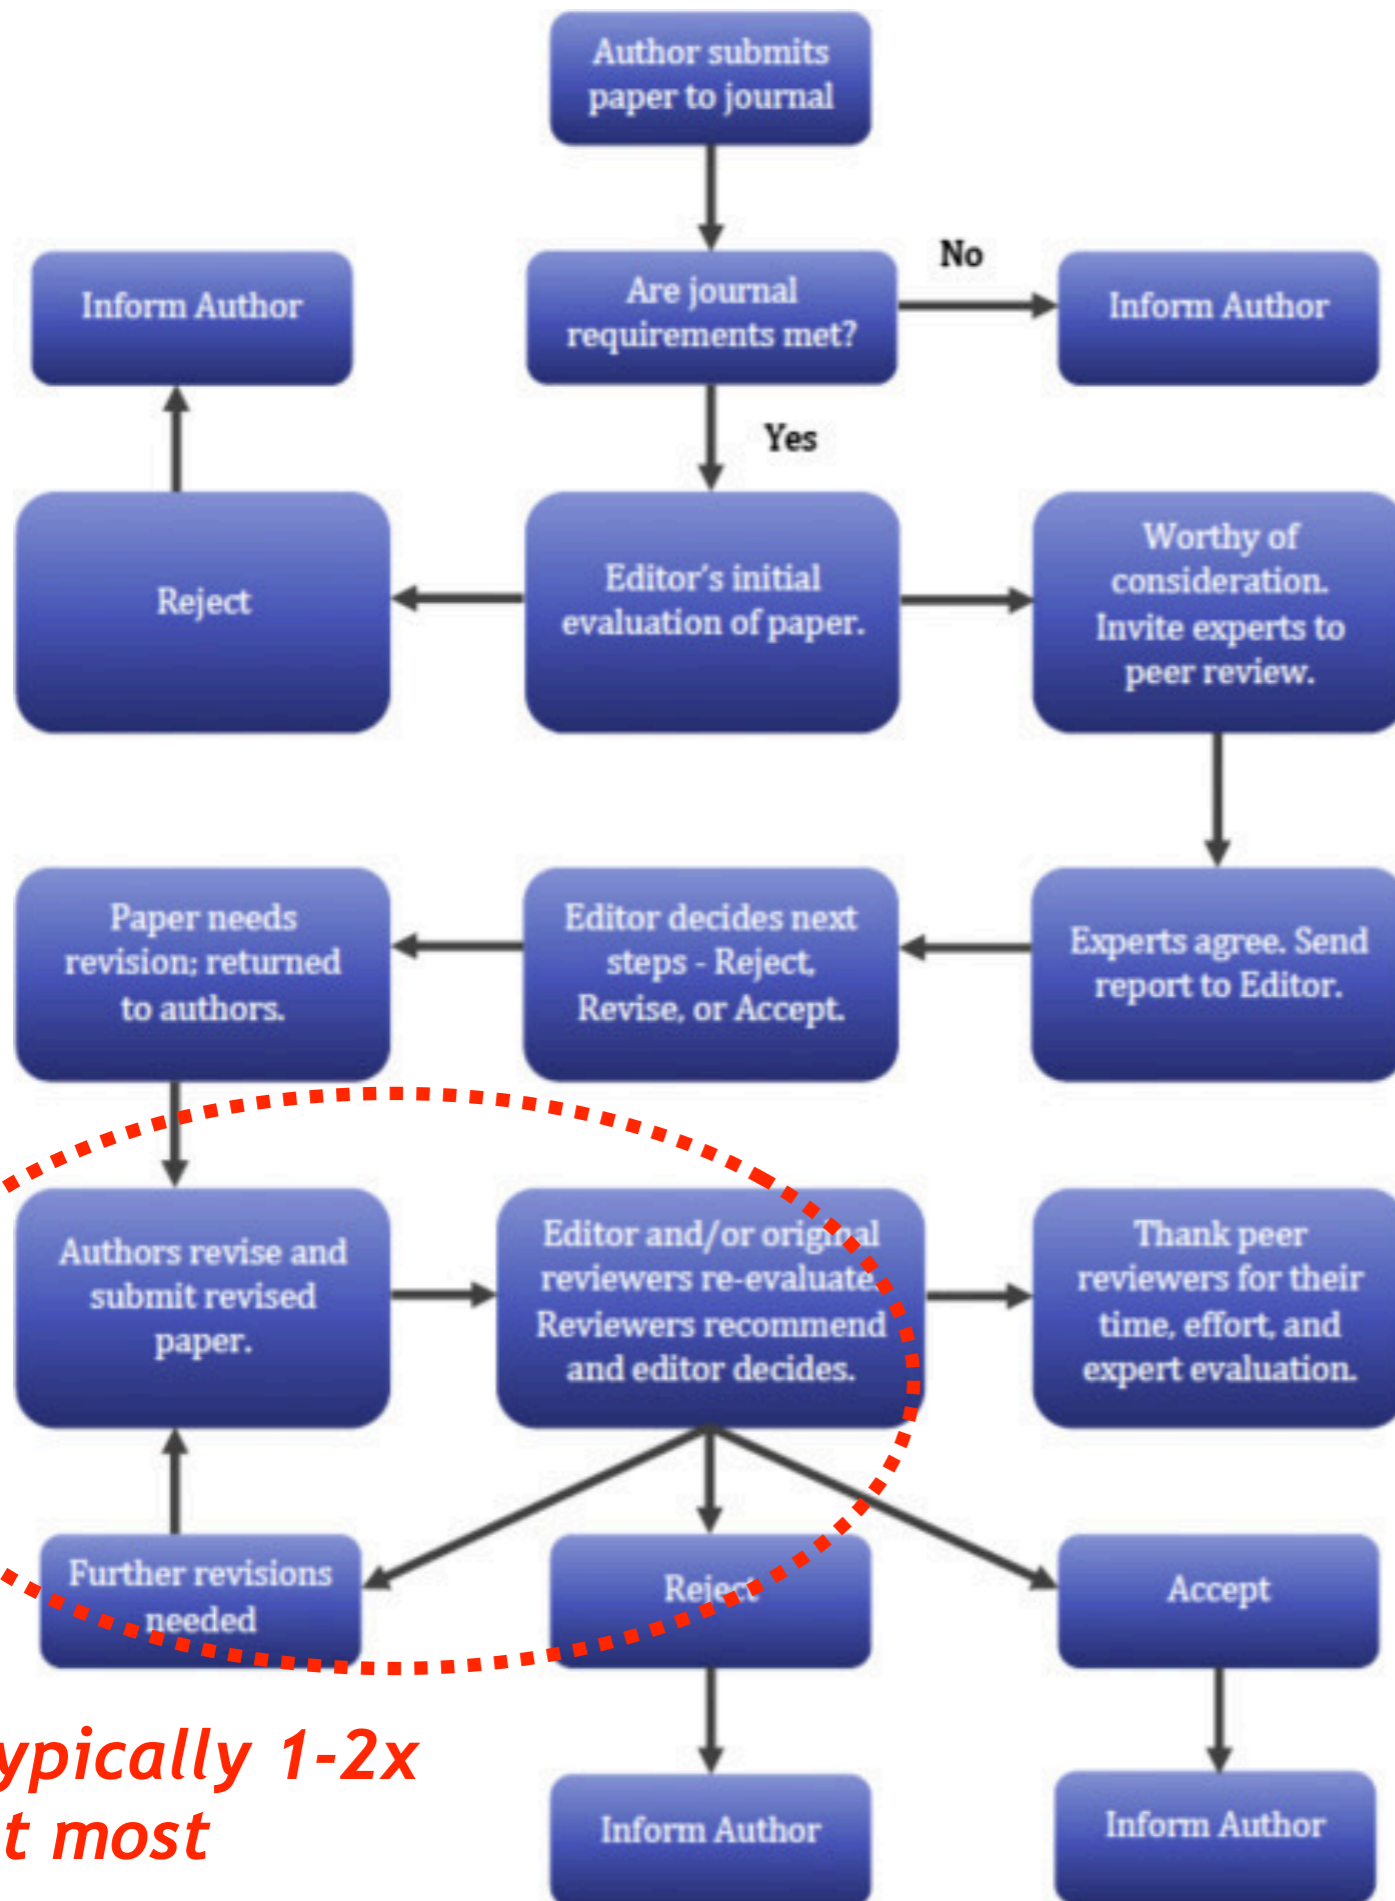 Author submits
paper to journal
No
Inform Author
Are journal
requirements met?
Inform Author
Yes
Reject
Editor's initial
evaluation of paper.
Worthy of
consideration.
Invite experts to
peer review.
Paper needs
revision; returned
to authors.
Editor decides next
steps - Reject,
Revise, or Accept.
Experts agree. Send
report to Editor.
Authors revise and
submit revised
paper.
Editor and/or original
reviewers re-evaluate.
Reviewers recommend
and editor decides.
Thank peer
reviewers for their
time, effort, and
expert evaluation.
Further revisions
needed
Reject
Accept
ypically 1-2x
t most
Inform Author
Inform Author